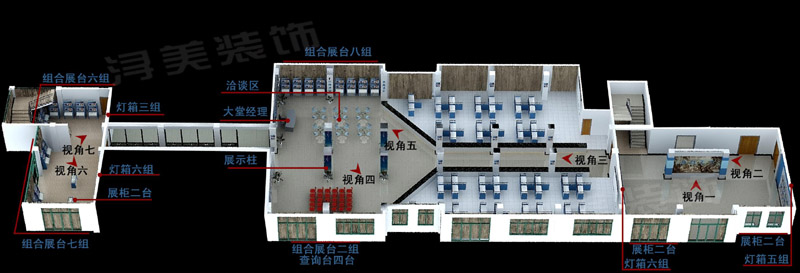 浔美装饰
组合展台八组
组合展台六组
洽谈区
灯箱三组
大堂经理
视角五
视角七
视角三
展示柱
视角六
灯箱六组
视角四
视角二
视角一
展柜二台
组合展台七组
组合展台二组
查询台四台
展柜二台
灯箱六组
展柜二台
灯箱五组